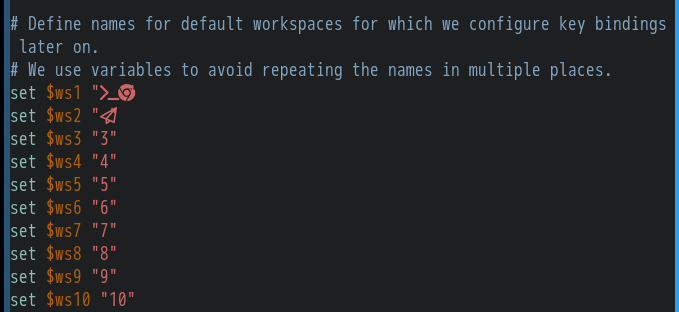 # Define names for default workspaces for which we configure key bindings
later on.
# We use variables to avoid repeating the names in multiple places.
set $ws1 ">_
set $ws2 "
set $ws3 "3"
set $ws4 "4"
set $ws5 "5"
set $ws6 "6"
set $ws7 "7"
set $ws8 "8"
set $ws9 "9"
set $ws10 "10"